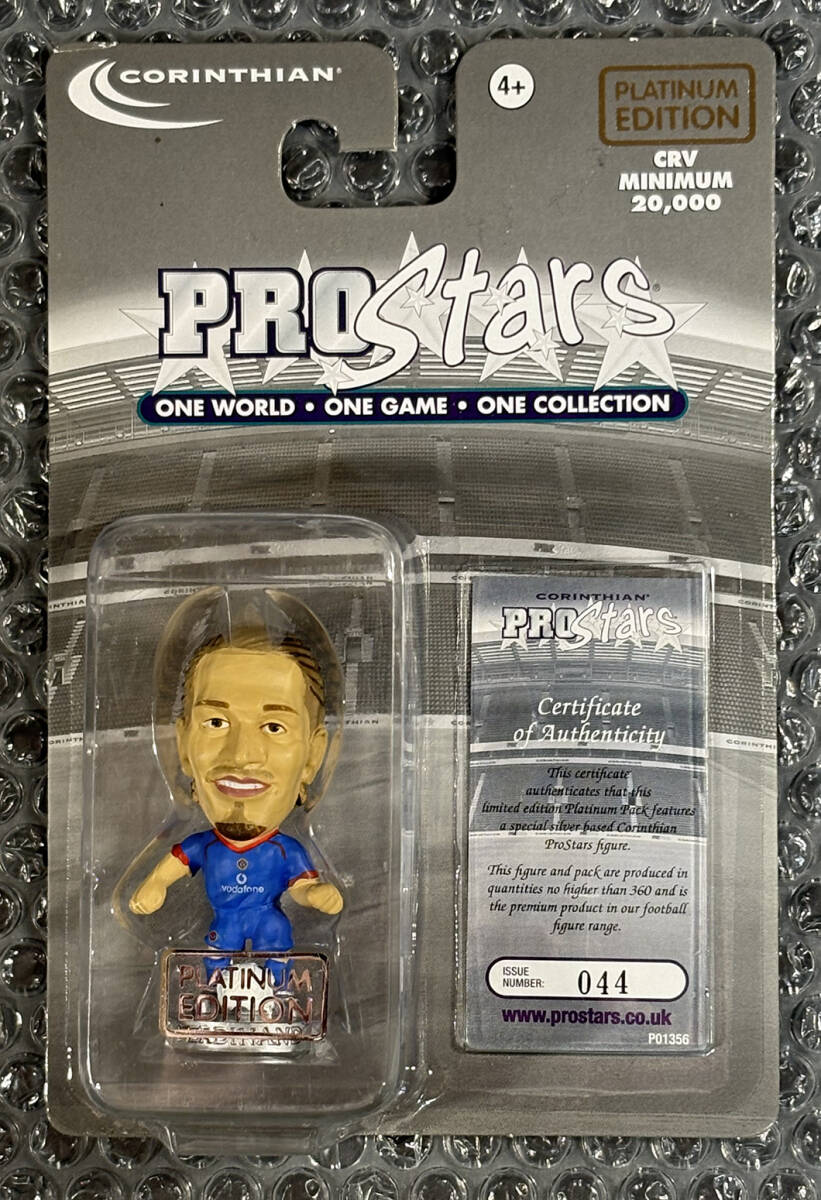 CORINTHIAN®
4+
PLATINUM
EDITION
CRV
MINIMUM
20,000
PROStars®
ONE WORLD • ONE GAME • ONE COLLECTION
CORINTHIAN®
PROStars
Certificate
of Authenticity
This certificate
authenticates that this
limited edition Platinum Pack features
a special silver based Corinthian
ProStars figure.
This figure and pack are produced in
quantities no higher than 360 and is
the premium product in our football
figure range.
ISSUE
NUMBER: 044
www.prostars.co.uk
P01356
vodafone
PLATINUM
EDITION
FERDINAND